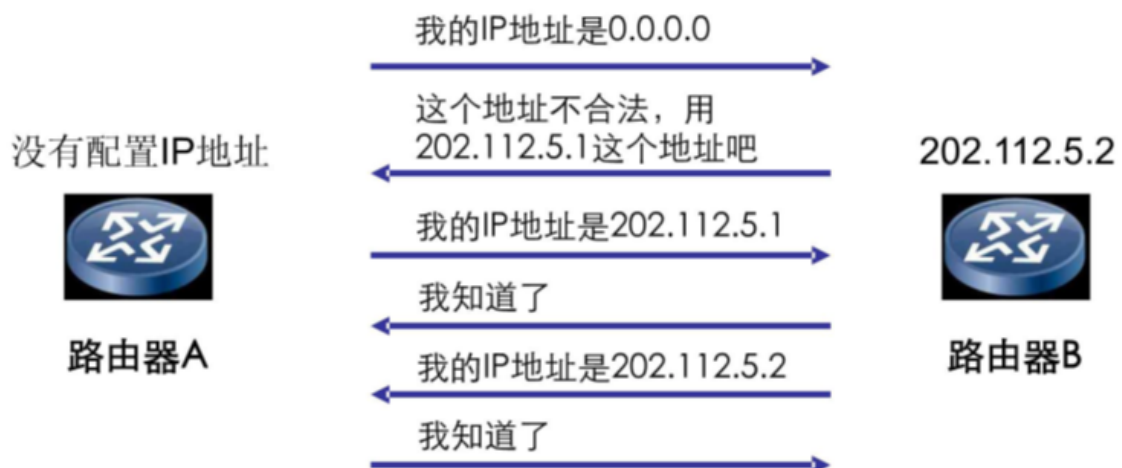 我的IP地址是0.0.0.0
这个地址不合法，用
202.112.5.1这个地址吧
没有配置IP地址
202.112.5.2
我的IP地址是202.112.5.1
我知道了
路由器A
路由器B
我的IP地址是202.112.5.2
我知道了